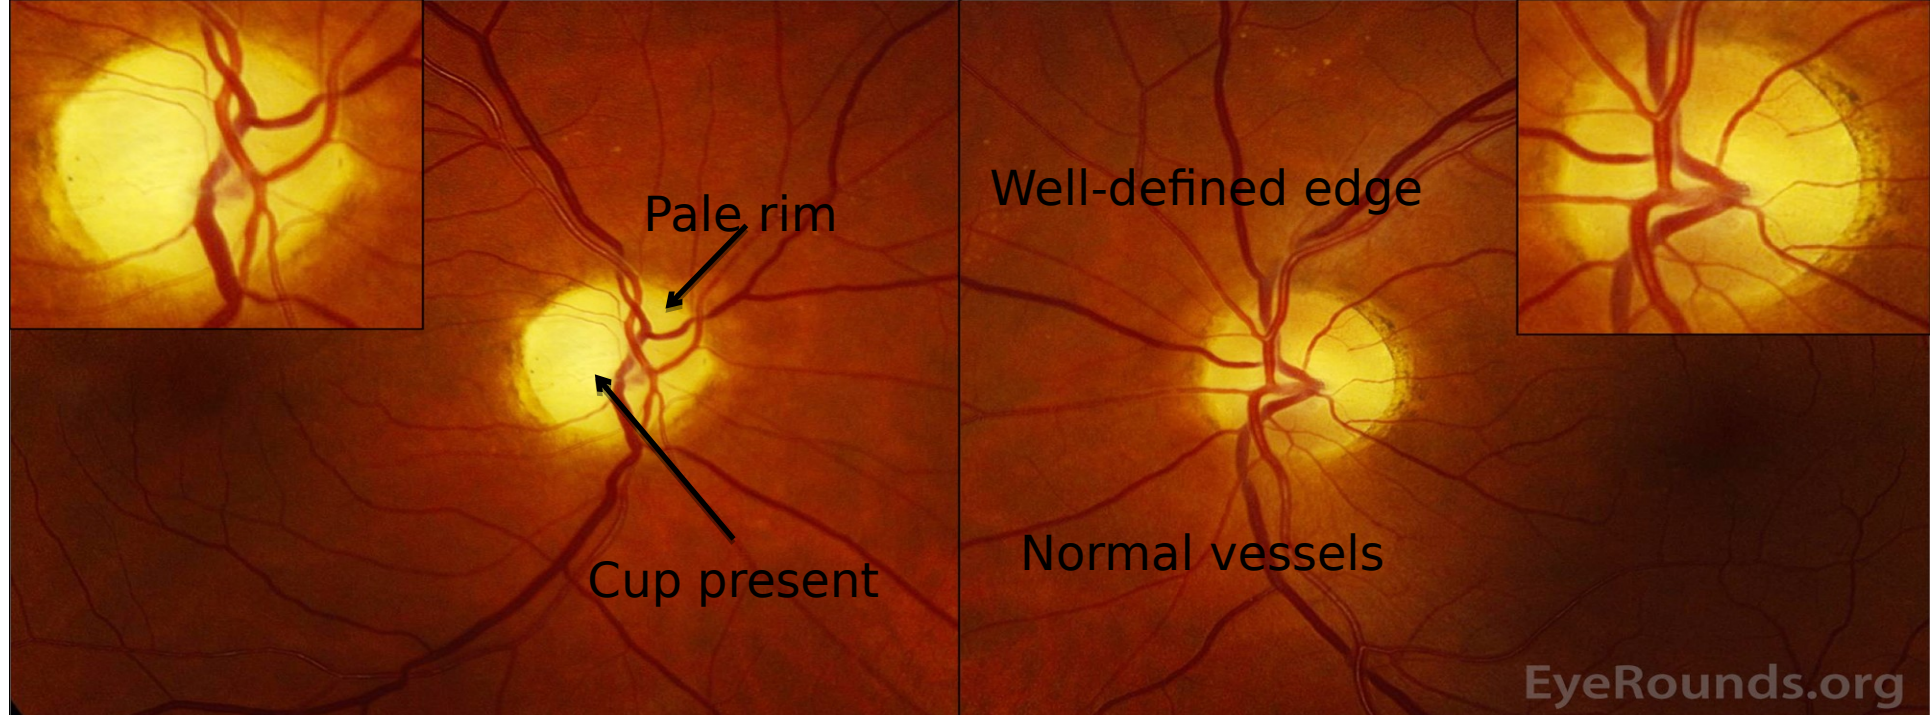 Pale rim
Cup present
Well-defined edge
Normal vessels
EyeRounds.org